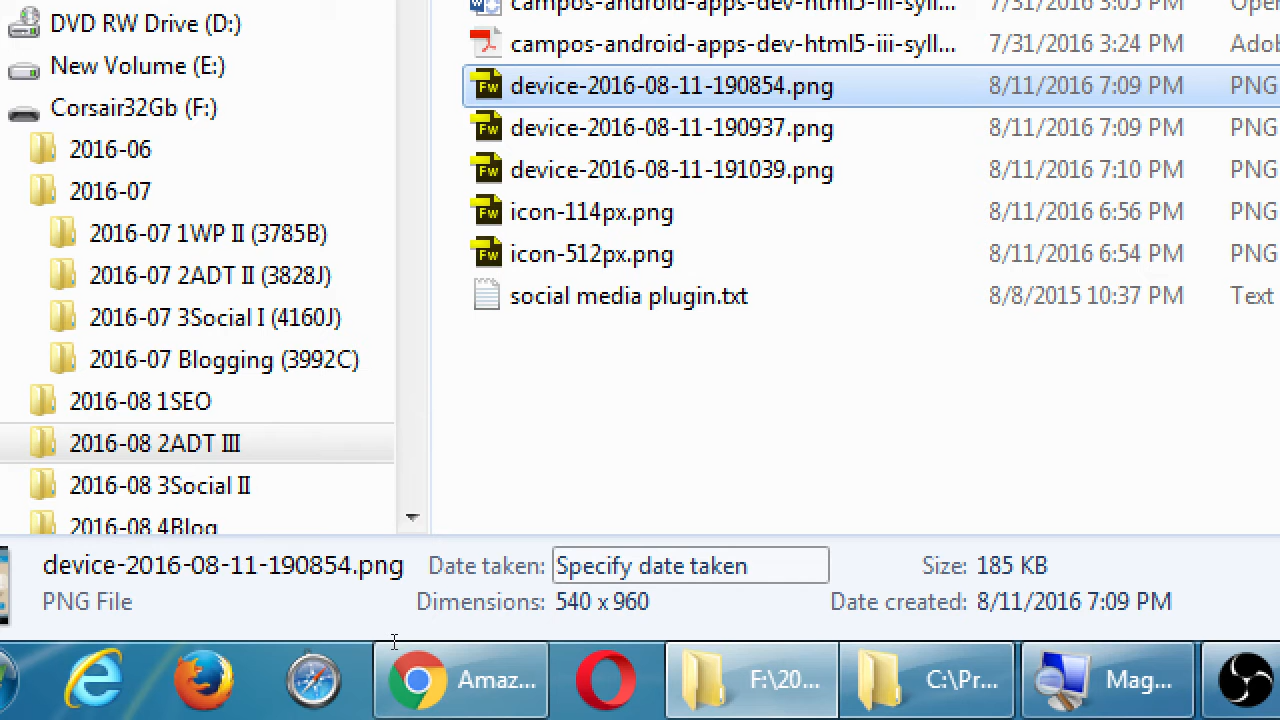 DVD RW Drive (D:)
New Volume (E:)
Corsair32Gb (F:)
2016-06
2016-07
2016-07 1WP II (3785B)
2016-07 2ADT II (3828J)
2016-07 3Social I (4160J)
2016-07 Blogging (3992C)
2016-08 1SEO
2016-08 2ADT III
2016-08 3Social II
2016-08 4Blog
campos-android-apps-dev-html5-iii-syll... 7/31/2016 3:05 PM Open
campos-android-apps-dev-html5-iii-syll... 7/31/2016 3:24 PM Adob
device-2016-08-11-190854.png 8/11/2016 7:09 PM PNG
device-2016-08-11-190937.png 8/11/2016 7:09 PM PNG
device-2016-08-11-191039.png 8/11/2016 7:10 PM PNG
icon-114px.png 8/11/2016 6:56 PM PNG
icon-512px.png 8/11/2016 6:54 PM PNG
social media plugin.txt 8/8/2015 10:37 PM Text
device-2016-08-11-190854.png Date taken: Specify date taken Size: 185 KB
PNG File Dimensions: 540 x 960 Date created: 8/11/2016 7:09 PM
Amaz... F:\20... C:\Pr... Mag...